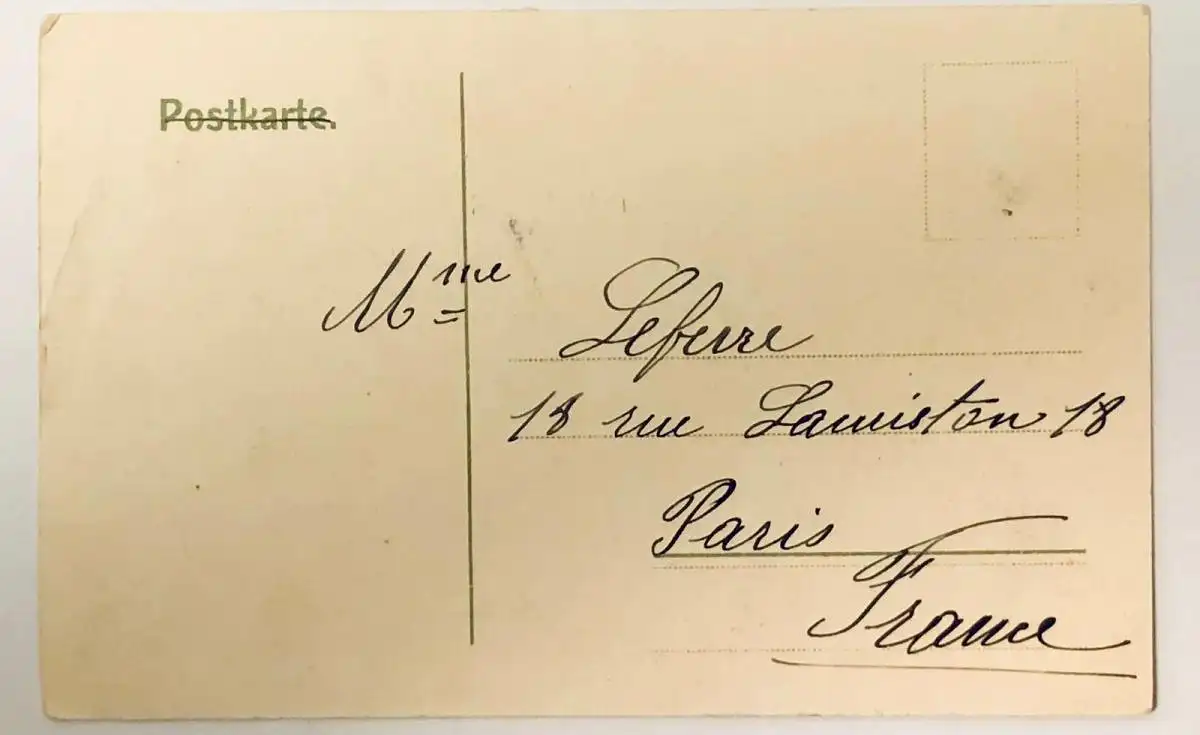 Postkarte.
Mme Lefevre
18 rue Lauriston 18
Paris
France